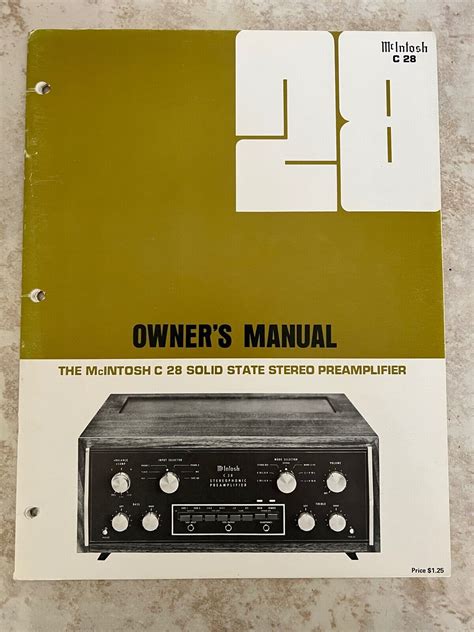 28
McIntosh
C 28
OWNER'S MANUAL
THE McINTOSH C 28 SOLID STATE STEREO PREAMPLIFIER
INPUT SELECTOR
McIntosh
C 28
STEREOPHONIC
PREAMPLIFIER
MODE SELECTOR
VOLUME
BASS
TREBLE
Price $1.25